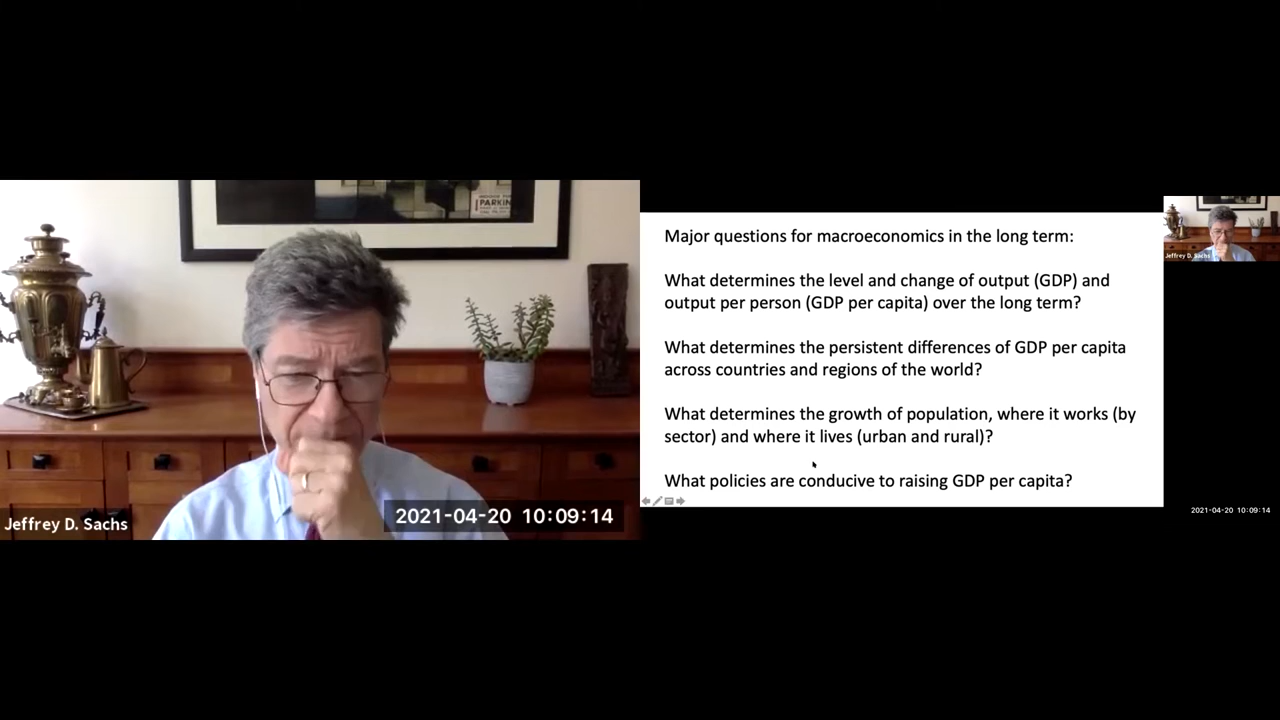 PARKIN
Jeffrey D. Sachs
2021-04-20 10:09:14
Major questions for macroeconomics in the long term:
What determines the level and change of output (GDP) and
output per person (GDP per capita) over the long term?
What determines the persistent differences of GDP per capita
across countries and regions of the world?
What determines the growth of population, where it works (by
sector) and where it lives (urban and rural)?
What policies are conducive to raising GDP per capita?
Jeffrey D. Sachs
2021-04-20 10:09:14